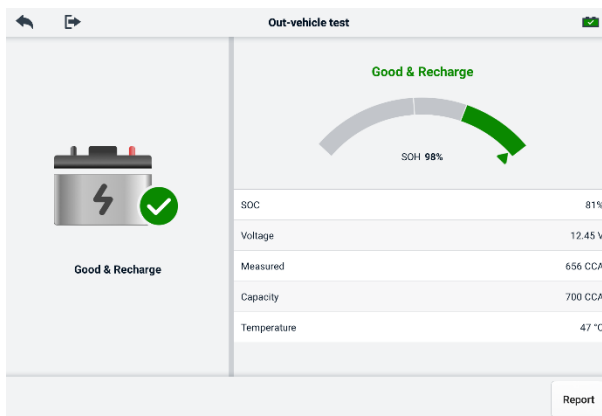 Out-vehicle test
Good & Recharge
Good & Recharge
SOH 98%
SOC 81%
Voltage 12.45 V
Measured 656 CCA
Capacity 700 CCA
Temperature 47 °C
Report